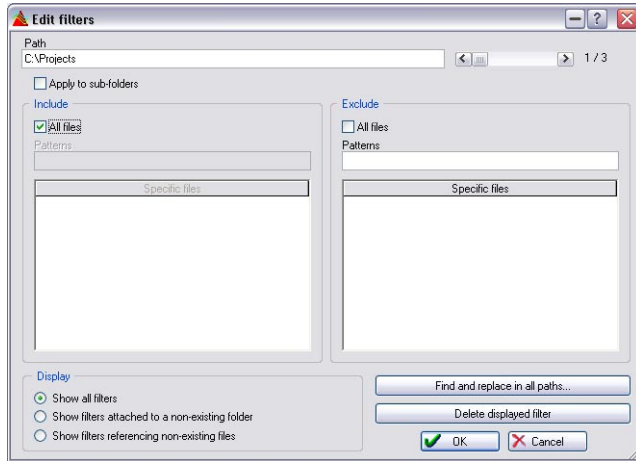 Edit filters
Path
C:\Projects
1 / 3
Apply to sub-folders
Include
Exclude
All files
All files
Patterns
Patterns
Specific files
Specific files
Display
Show all filters
Show filters attached to a non-existing folder
Show filters referencing non-existing files
Find and replace in all paths...
Delete displayed filter
OK
Cancel